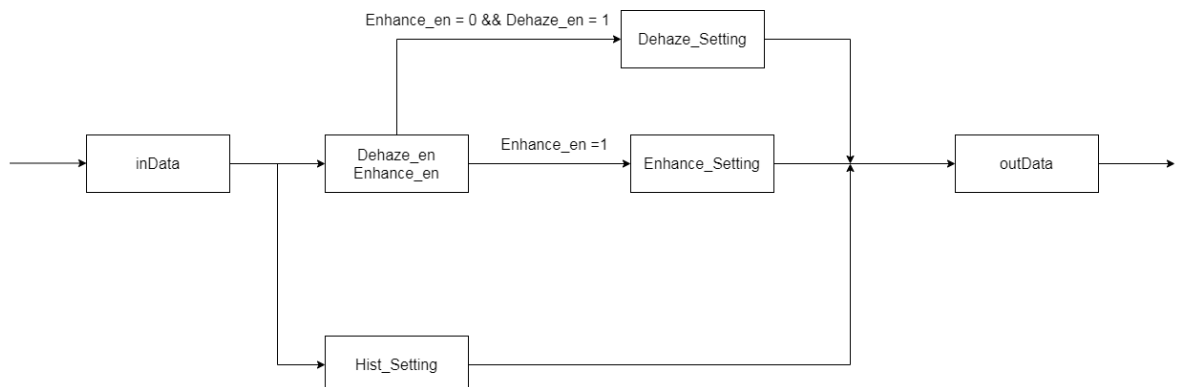 Enhance_en = 0 && Dehaze_en = 1
Dehaze_Setting
inData
Dehaze_en
Enhance_en
Enhance_en =1
Enhance_Setting
outData
Hist_Setting